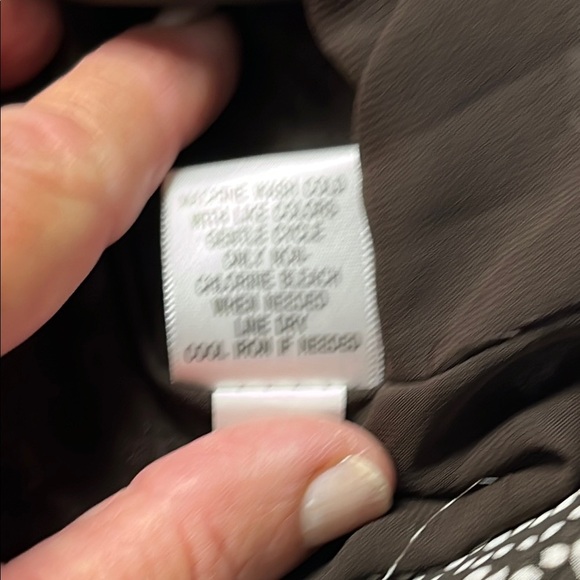 MACHINE WASH COLD
WITH LIKE COLORS
GENTLE CYCLE
ONLY NON-
CHLORINE BLEACH
WHEN NEEDED
LINE DRY
COOL IRON IF NEEDED